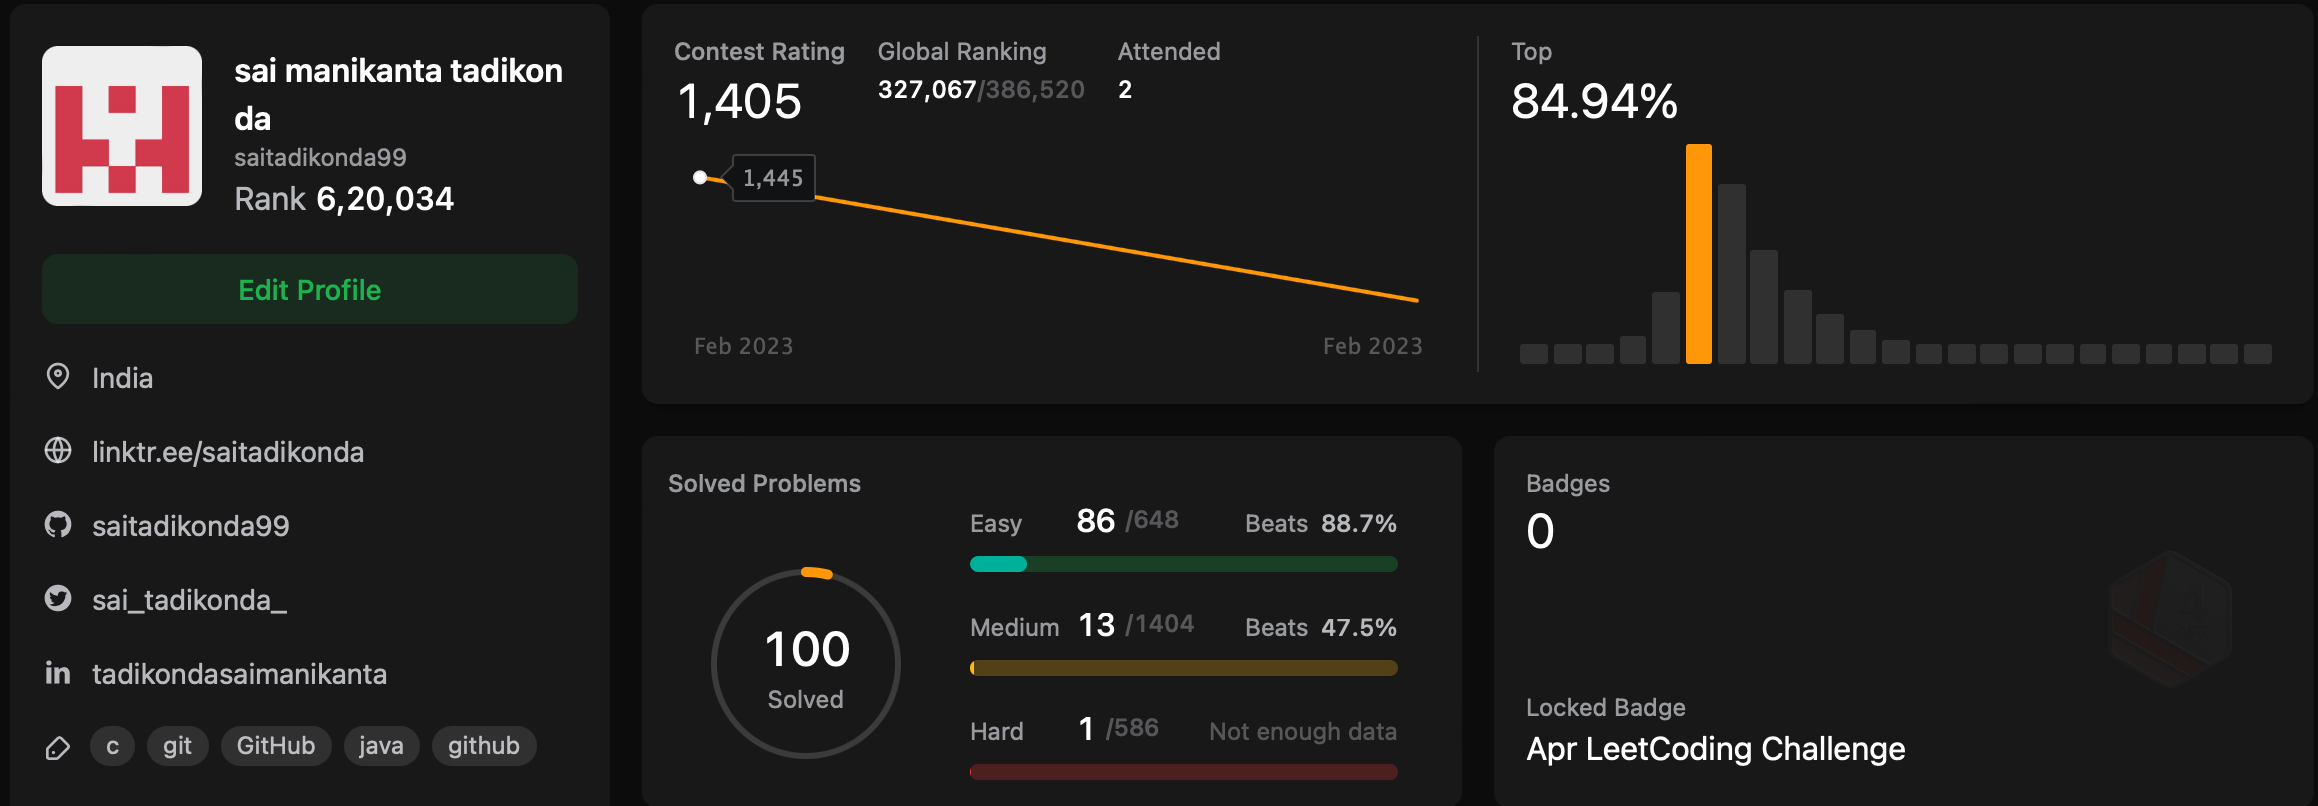 sai manikanta tadikon
da
saitadikonda99
Rank 6,20,034
Edit Profile
India
linktr.ee/saitadikonda
saitadikonda99
sai_tadikonda_
tadikondasaimanikanta
c git GitHub java github
Contest Rating Global Ranking Attended
1,405 327,067/386,520 2
1,445
Feb 2023 Feb 2023
Top
84.94%
Solved Problems
100
Solved
Easy 86 /648 Beats 88.7%
Medium 13 /1404 Beats 47.5%
Hard 1 /586 Not enough data
Badges
0
Locked Badge
Apr LeetCoding Challenge